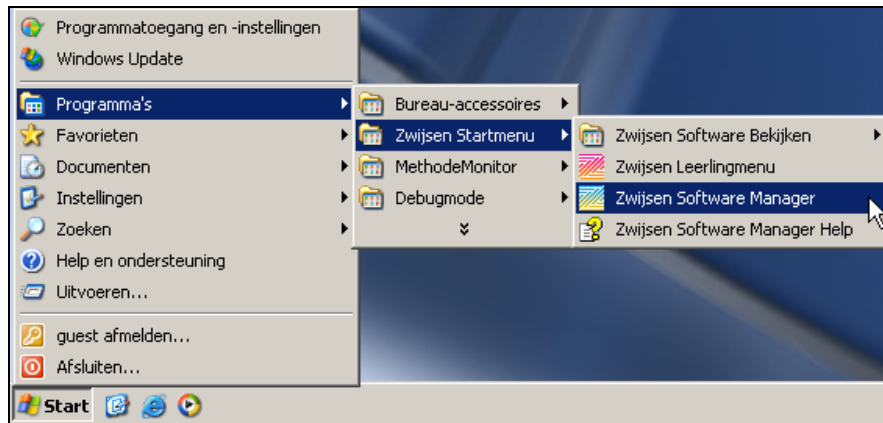 Programmatoegang en -instellingen
Windows Update
Programma's
Favorieten
Documenten
Instellingen
Zoeken
Help en ondersteuning
Uitvoeren...
guest afmelden...
Afsluiten...
Bureau-accessoires
Zwijsen Startmenu
MethodeMonitor
Debugmode
Zwijsen Software Bekijken
Zwijsen Leerlingmenu
Zwijsen Software Manager
Zwijsen Software Manager Help
Start